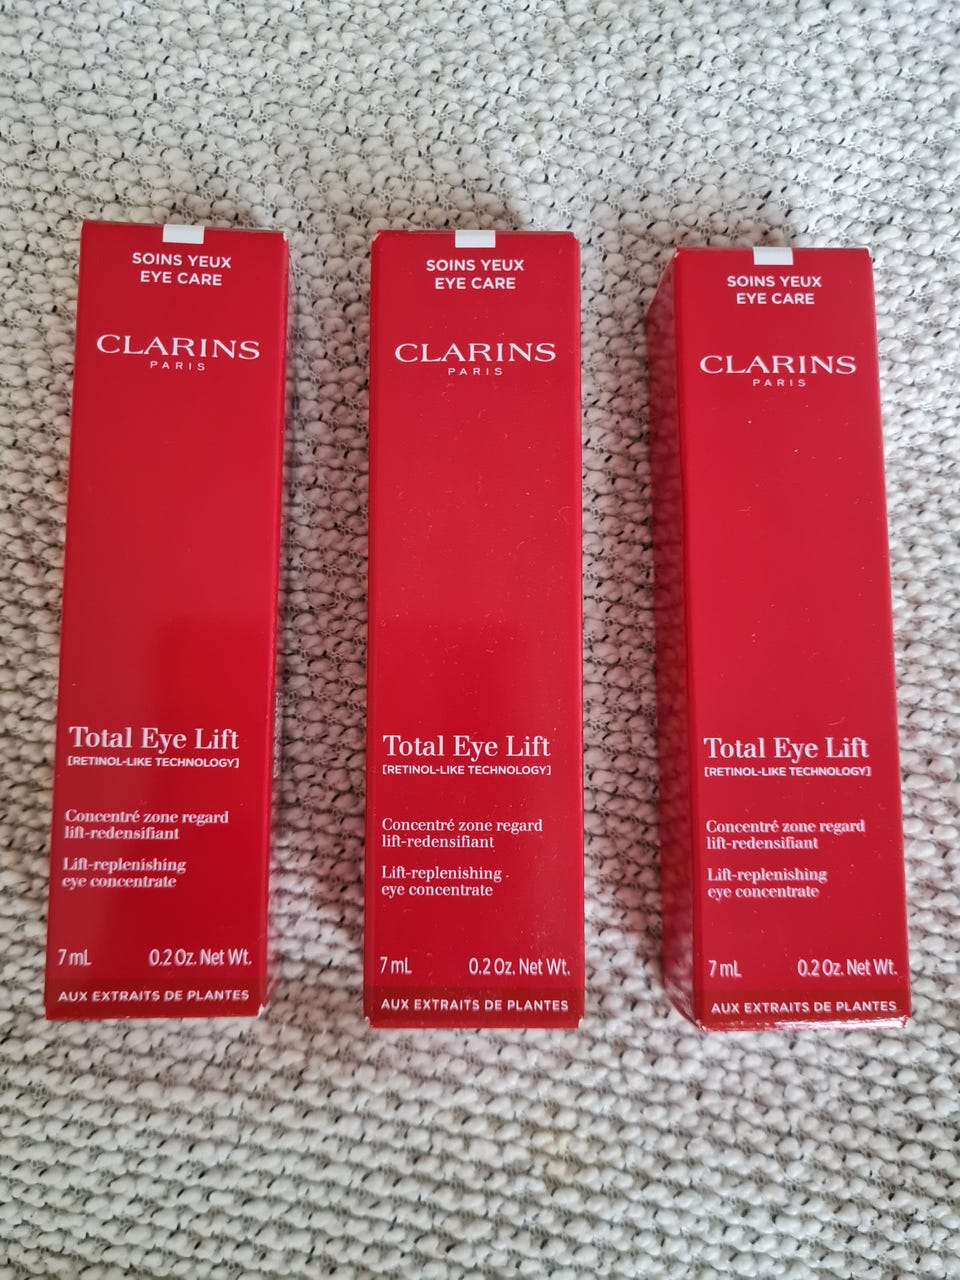 SOINS YEUX
EYE CARE
CLARINS
PARIS
Total Eye Lift
[RETINOL-LIKE TECHNOLOGY]
Concentré zone regard
lift-redensifiant
Lift-replenishing
eye concentrate
7 mL 0.2 Oz. Net Wt.
AUX EXTRAITS DE PLANTES
SOINS YEUX
EYE CARE
CLARINS
PARIS
Total Eye Lift
[RETINOL-LIKE TECHNOLOGY]
Concentré zone regard
lift-redensifiant
Lift-replenishing
eye concentrate
7 mL 0.2 Oz. Net Wt.
AUX EXTRAITS DE PLANTES
SOINS YEUX
EYE CARE
CLARINS
PARIS
Total Eye Lift
[RETINOL-LIKE TECHNOLOGY]
Concentré zone regard
lift-redensifiant
Lift-replenishing
eye concentrate
7 mL 0.2 Oz. Net Wt.
AUX EXTRAITS DE PLANTES